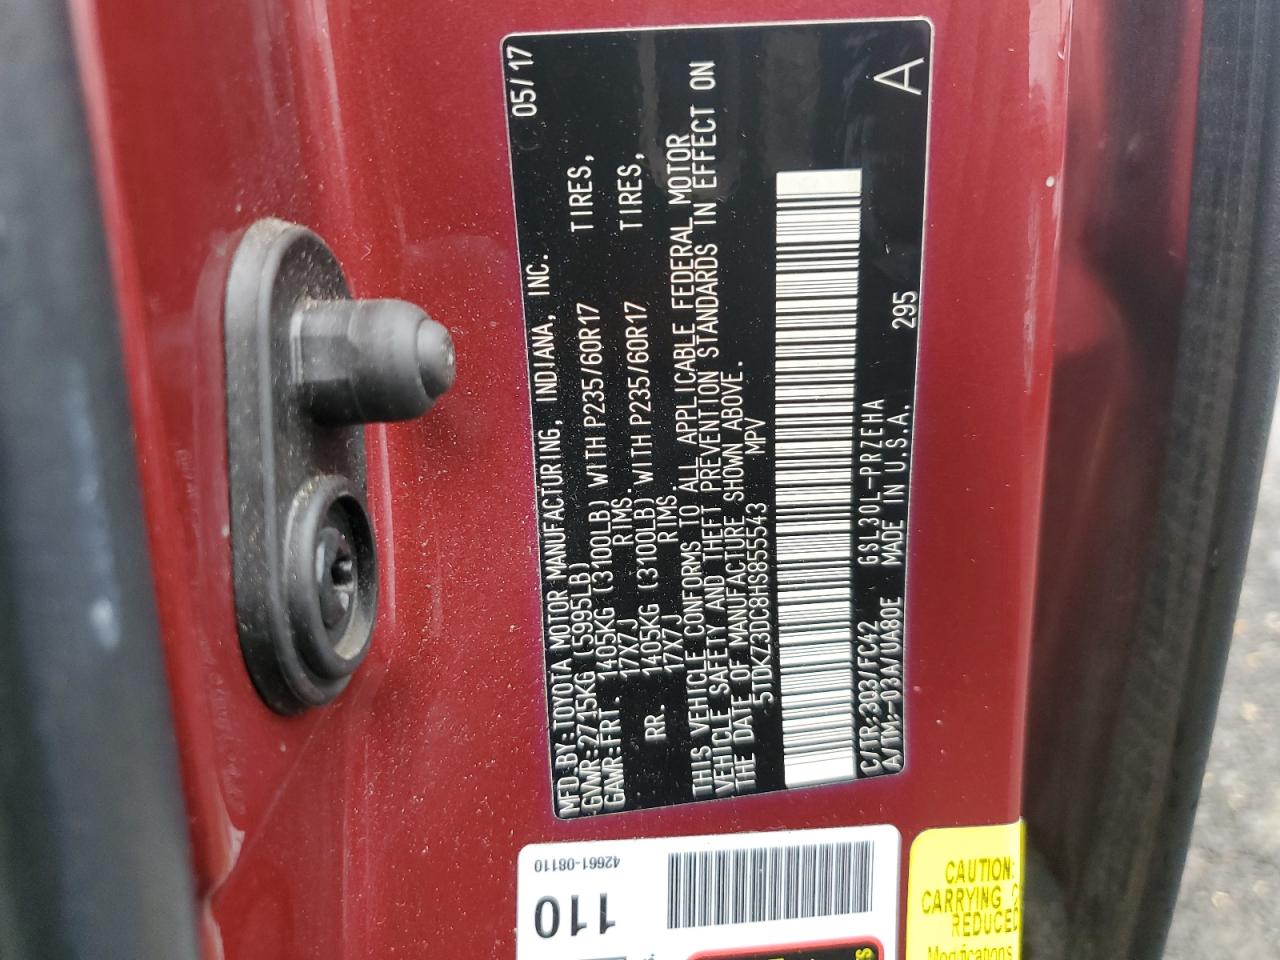 MFD. BY: TOYOTA MOTOR MANUFACTURING, INDIANA, INC. 05/17
GVWR: 2715KG (5995LB)
GAWR: FRT. 1405KG (3100LB) WITH P235/60R17 TIRES,
17X7J RIMS.
RR. 1405KG (3100LB) WITH P235/60R17 TIRES,
17X7J RIMS.
THIS VEHICLE CONFORMS TO ALL APPLICABLE FEDERAL MOTOR
VEHICLE SAFETY AND THEFT PREVENTION STANDARDS IN EFFECT ON
THE DATE OF MANUFACTURE SHOWN ABOVE.
5TDKZ3DC8HS855543 MPV
C/TR: 3Q3/FC42 GSL30L-PRZEHA
A/TM: -03A/UA80E MADE IN U.S.A. 295
A
42661-08110
110
CAUTION:
CARRYING
REDUCED
Modifications